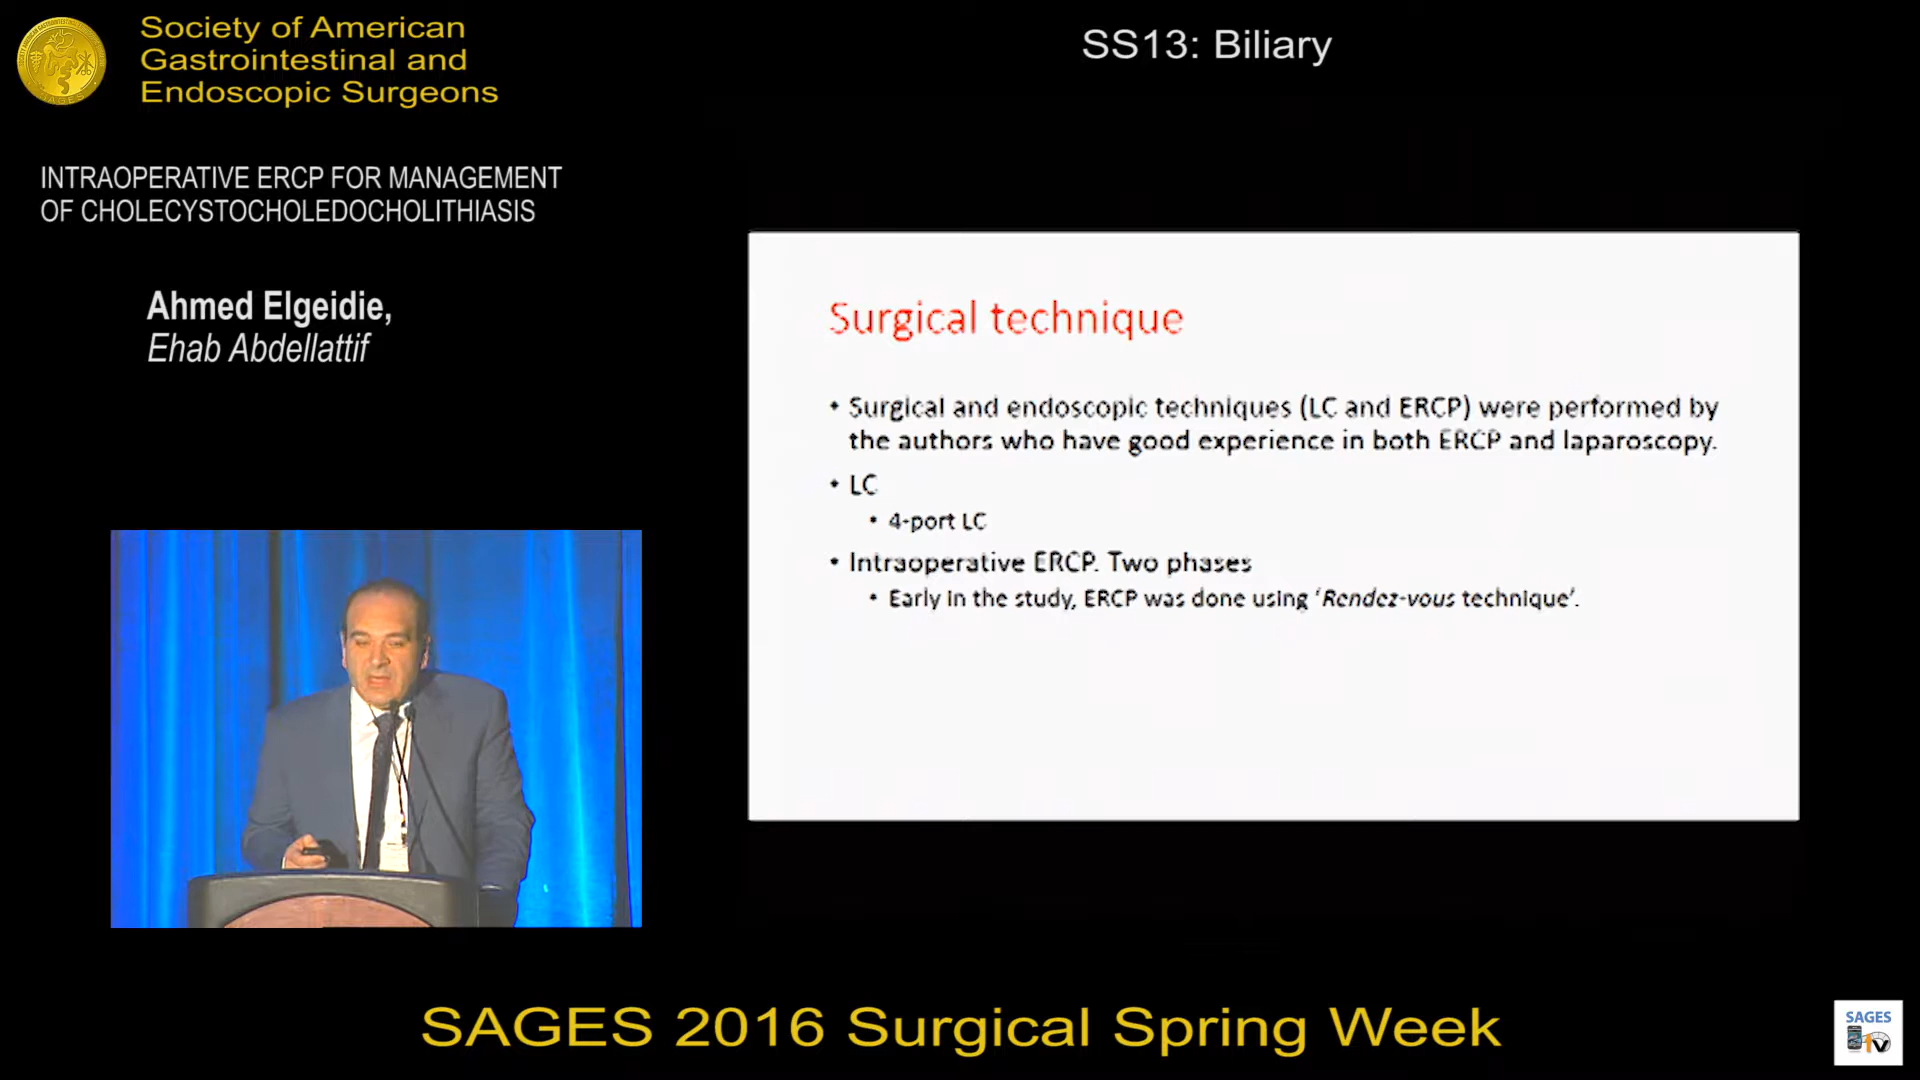 Society of American
Gastrointestinal and
Endoscopic Surgeons
SS13: Biliary
INTRAOPERATIVE ERCP FOR MANAGEMENT
OF CHOLECYSTOCHOLEDOCHOLITHIASIS
Ahmed Elgeidie,
Ehab Abdellattif
Surgical technique
• Surgical and endoscopic techniques (LC and ERCP) were performed by
the authors who have good experience in both ERCP and laparoscopy.
• LC
• 4-port LC
• Intraoperative ERCP. Two phases
• Early in the study, ERCP was done using ‘Rendez-vous technique’.
SAGES 2016 Surgical Spring Week
SAGES
tv